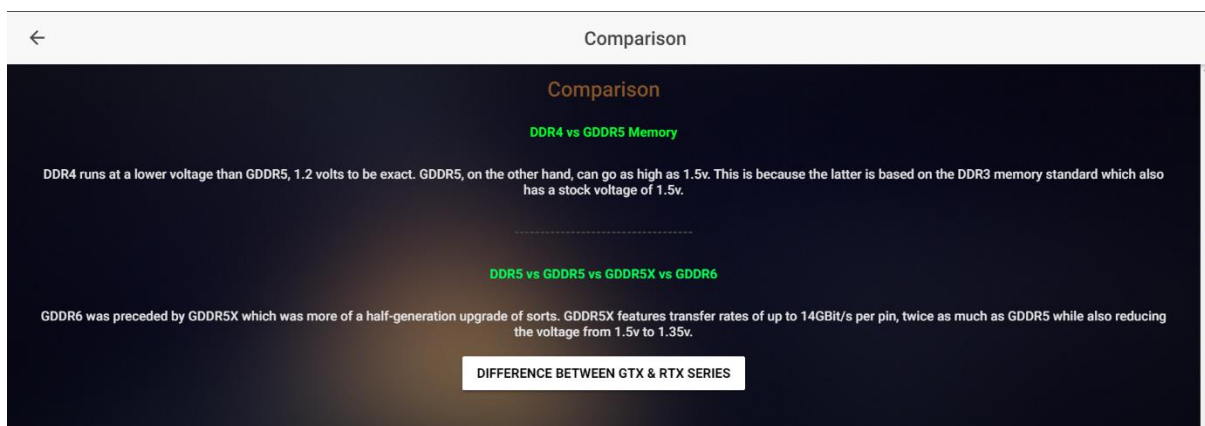 Comparison
Comparison
DDR4 vs GDDR5 Memory
DDR4 runs at a lower voltage than GDDR5, 1.2 volts to be exact. GDDR5, on the other hand, can go as high as 1.5v. This is because the latter is based on the DDR3 memory standard which also
has a stock voltage of 1.5v.
----------------------------------
DDR5 vs GDDR5 vs GDDR5X vs GDDR6
GDDR6 was preceded by GDDR5X which was more of a half-generation upgrade of sorts. GDDR5X features transfer rates of up to 14GBit/s per pin, twice as much as GDDR5 while also reducing
the voltage from 1.5v to 1.35v.
DIFFERENCE BETWEEN GTX & RTX SERIES